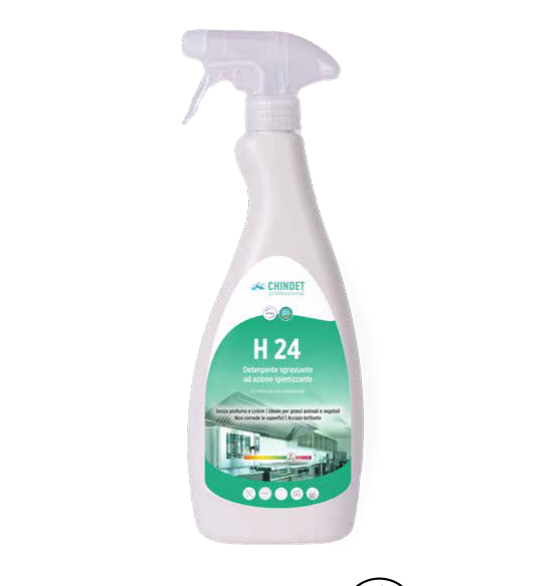 CHINDET
professional
H 24
Detergente sgrassante
ad azione igienizzante
Senza profumo e colore | Ideale per grassi animali e vegetali
Non corrode le superfici | Acciaio brillante